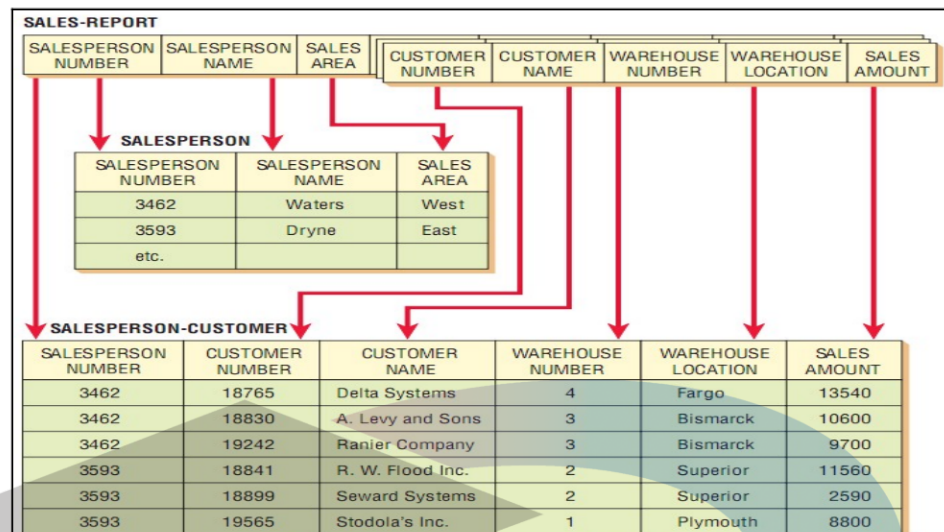 SALES-REPORT
SALESPERSON NUMBER SALESPERSON NAME SALES AREA CUSTOMER NUMBER CUSTOMER NAME WAREHOUSE NUMBER WAREHOUSE LOCATION SALES AMOUNT
SALESPERSON
SALESPERSON NUMBER SALESPERSON NAME SALES AREA
3462 Waters West
3593 Dryne East
etc.
SALESPERSON-CUSTOMER
SALESPERSON NUMBER CUSTOMER NUMBER CUSTOMER NAME WAREHOUSE NUMBER WAREHOUSE LOCATION SALES AMOUNT
3462 18765 Delta Systems 4 Fargo 13540
3462 18830 A. Levy and Sons 3 Bismarck 10600
3462 19242 Ranier Company 3 Bismarck 9700
3593 18841 R. W. Flood Inc. 2 Superior 11560
3593 18899 Seward Systems 2 Superior 2590
3593 19565 Stodola's Inc. 1 Plymouth 8800